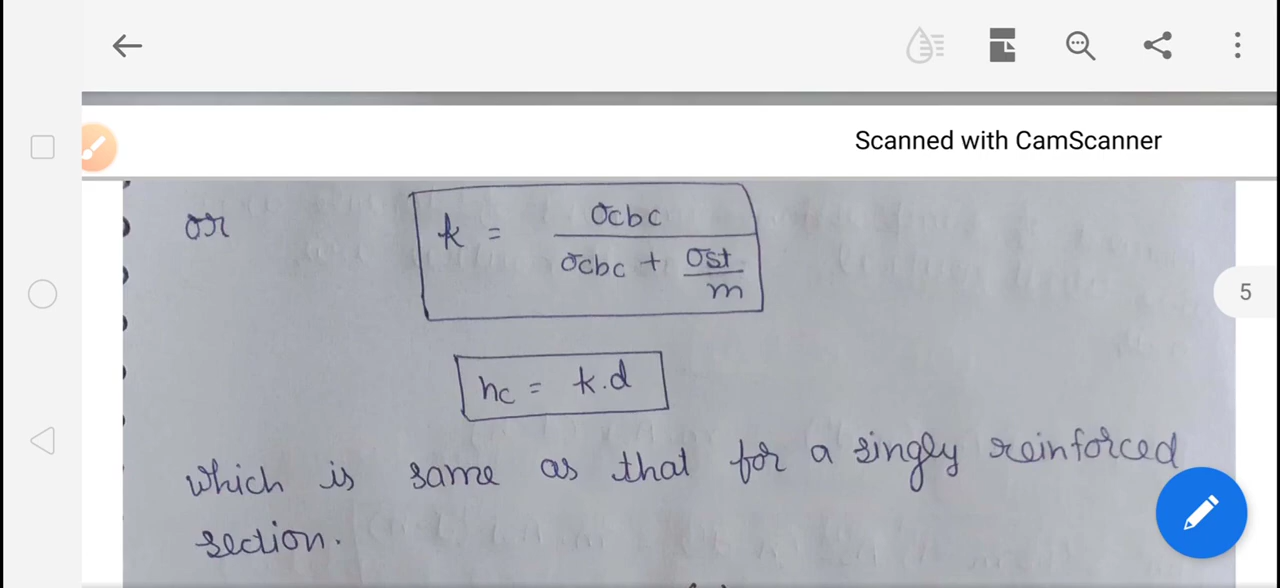 Scanned with CamScanner
or
k = σcbc / (σcbc + σst/m)
5
nc = k.d
which is same as that for a singly reinforced
section.